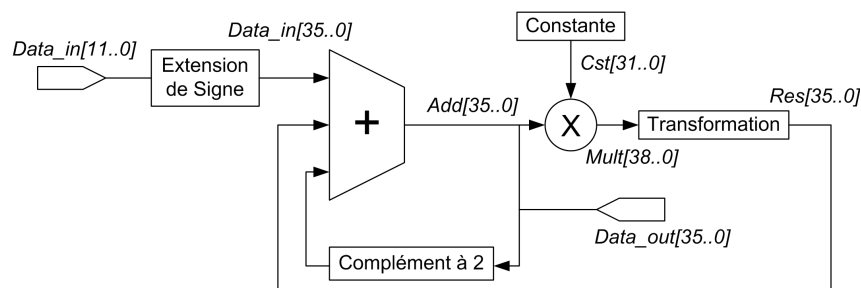 Data_in[11..0]
Extension
de Signe
Data_in[35..0]
+
Add[35..0]
Constante
Cst[31..0]
X
Mult[38..0]
Transformation
Res[35..0]
Data_out[35..0]
Complément à 2